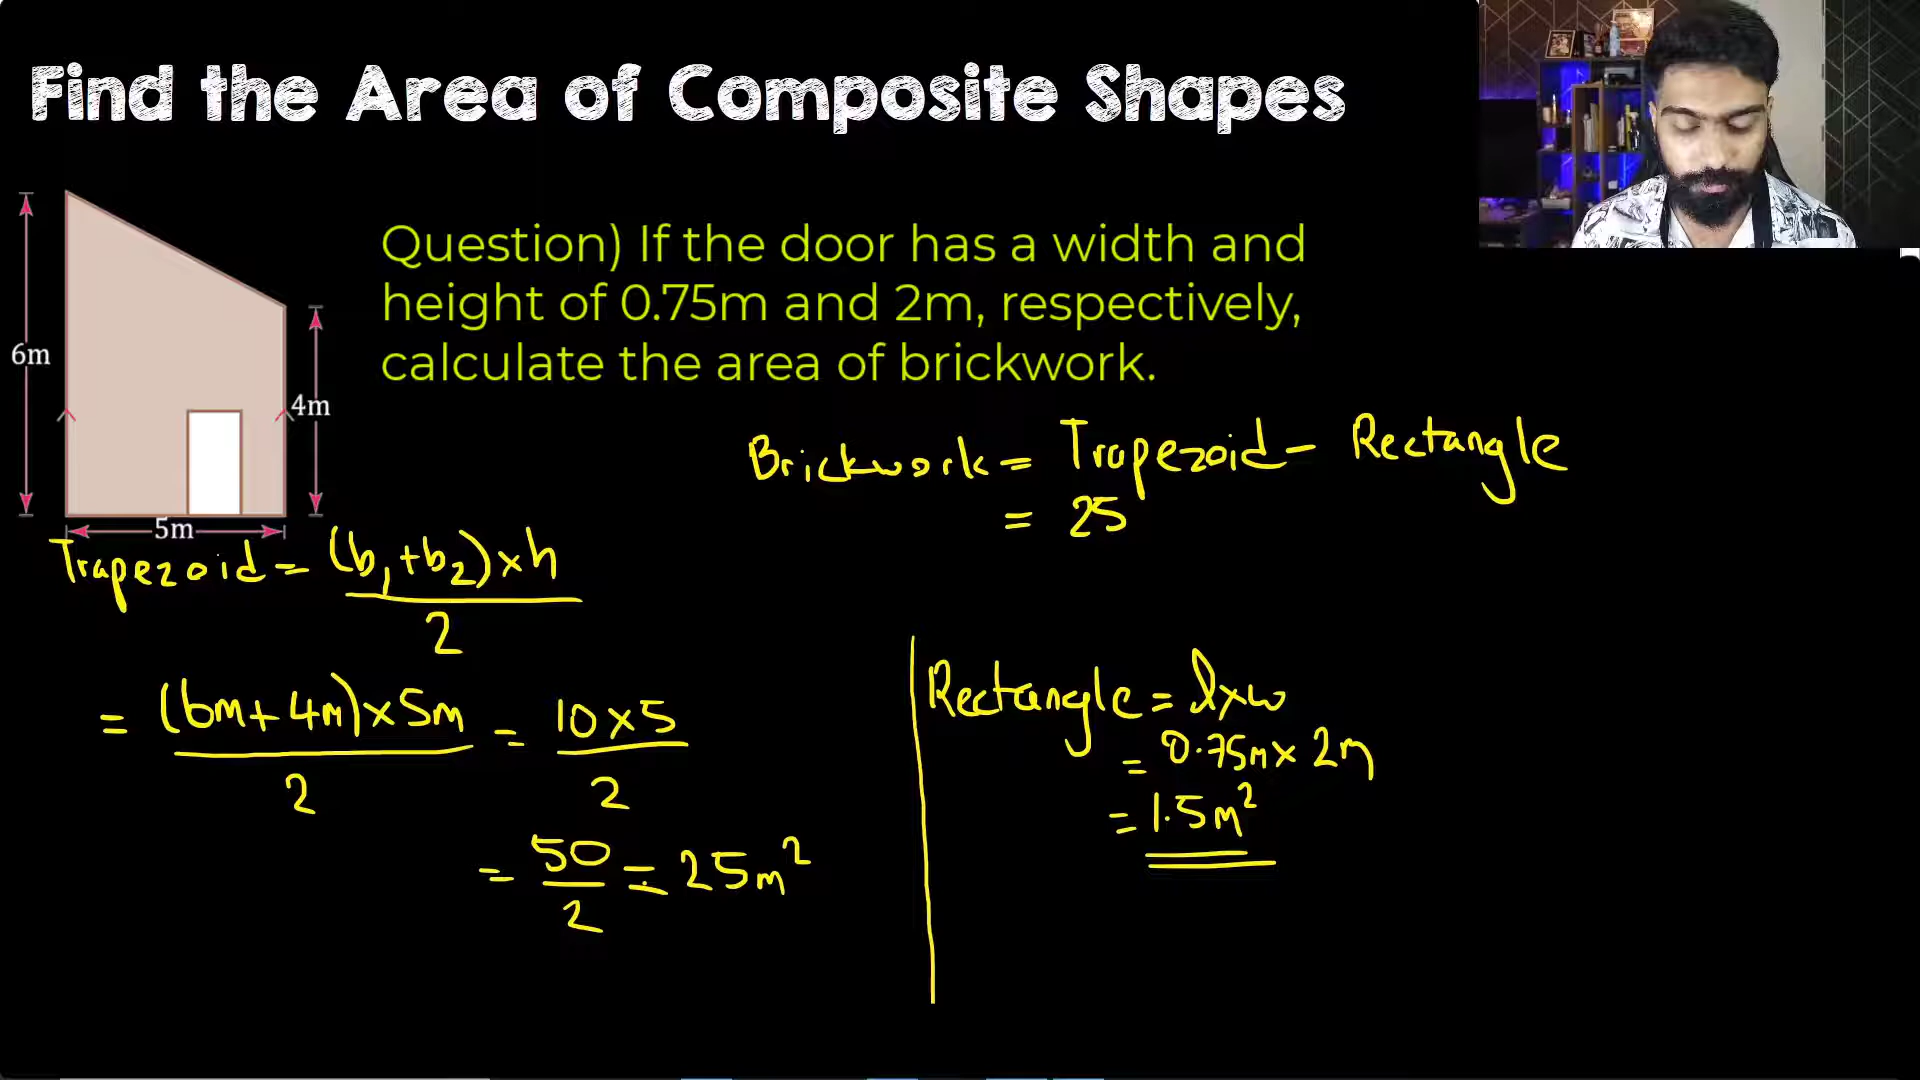 Find the Area of Composite Shapes
Question) If the door has a width and
height of 0.75m and 2m, respectively,
calculate the area of brickwork.
6m
4m
5m
Brickwork = Trapezoid - Rectangle
= 25
Trapezoid = (b₁+b₂)×h
2
= (6m+4m)×5m = 10×5
2 2
= 50 = 25m²
2
Rectangle = l×w
= 0.75m × 2m
= 1.5m²